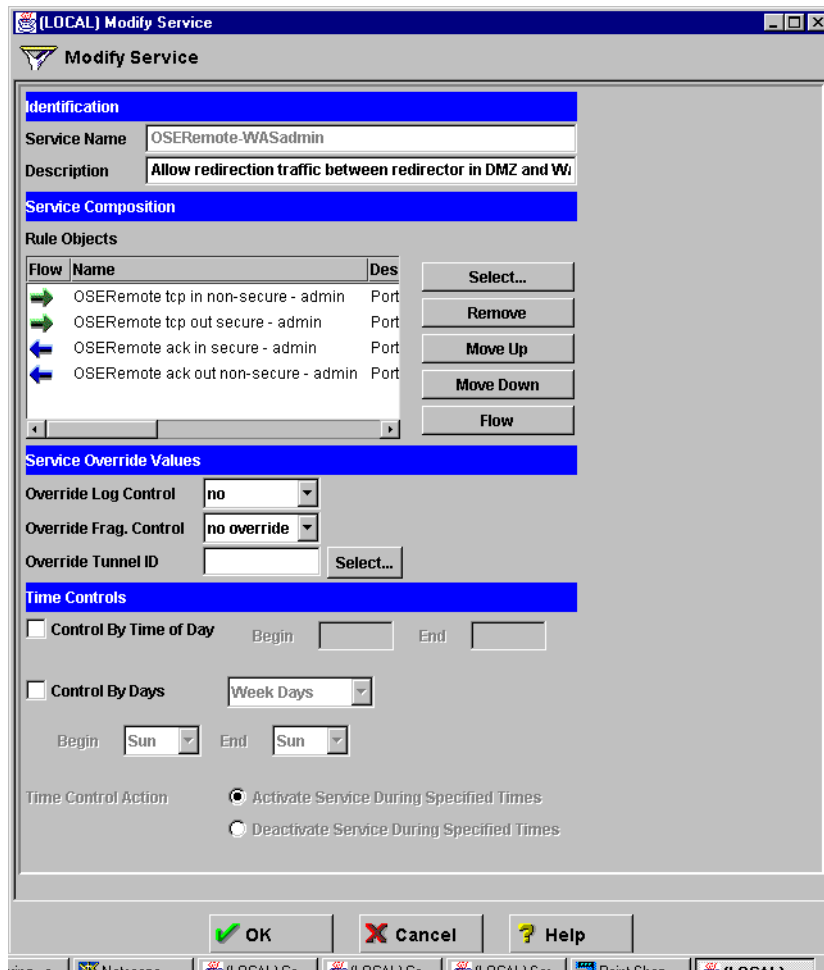 (LOCAL) Modify Service
Modify Service
Identification
Service Name OSERemote-WASadmin
Description Allow redirection traffic between redirector in DMZ and
Service Composition
Rule Objects
Flow Name Des
OSERemote tcp in non-secure - admin Port
OSERemote tcp out secure - admin Port
OSERemote ack in secure - admin Port
OSERemote ack out non-secure - admin Port
Select...
Remove
Move Up
Move Down
Flow
Service Override Values
Override Log Control no
Override Frag. Control no override
Override Tunnel ID Select...
Time Controls
Control By Time of Day Begin End
Control By Days Week Days
Begin Sun End Sun
Time Control Action Activate Service During Specified Times
Deactivate Service During Specified Times
OK Cancel Help
(LOCAL) (LOCAL) (LOCAL) (LOCAL)